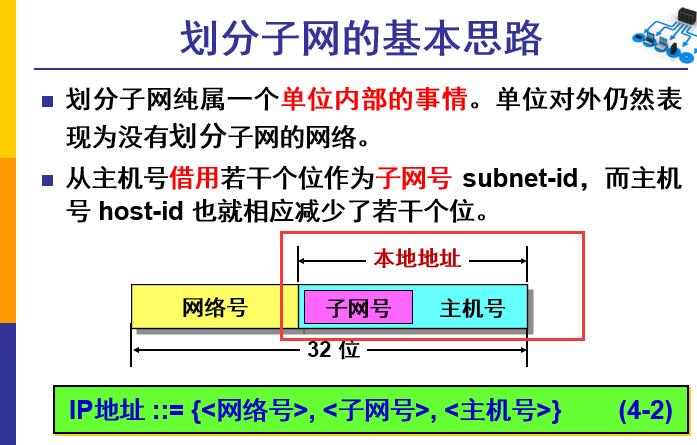 划分子网的基本思路
划分子网纯属一个单位内部的事情。单位对外仍然表
现为没有划分子网的网络。
从主机号借用若干个位作为子网号 subnet-id，而主机
号 host-id 也就相应减少了若干个位。
本地地址
网络号 子网号 主机号
32 位
IP地址 ::= {<网络号>, <子网号>, <主机号>} (4-2)